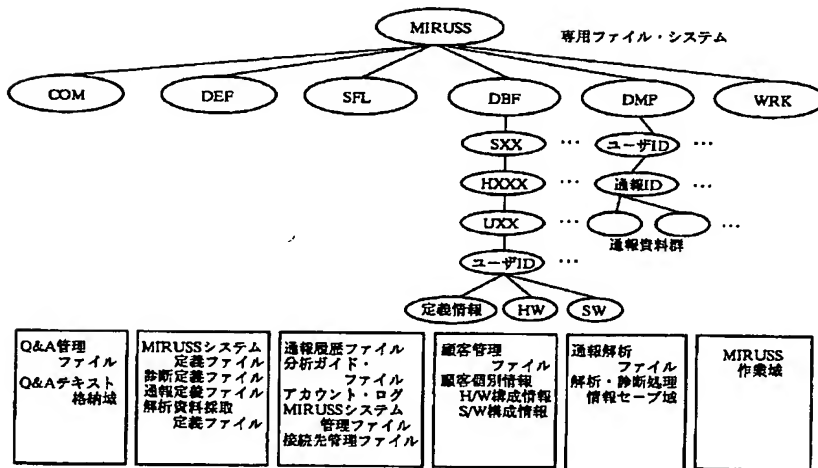 MIRUSS
専用ファイル・システム
COM DEF SFL DBF DMP WRK
SXX … ユーザID …
HXXX … 通報ID …
UXX … …
通報資料群
ユーザID …
定義情報 HW SW
Q&A管理
ファイル
Q&Aテキスト
格納域
MIRUSSシステム
定義ファイル
診断定義ファイル
通報定義ファイル
解析資料採取
定義ファイル
通報履歴ファイル
分析ガイド・
ファイル
アカウント・ログ
MIRUSSシステム
管理ファイル
接続先管理ファイル
顧客管理
ファイル
顧客個別情報
H/W構成情報
S/W構成情報
通報解析
ファイル
解析・診断処理
情報セーブ域
MIRUSS
作業域